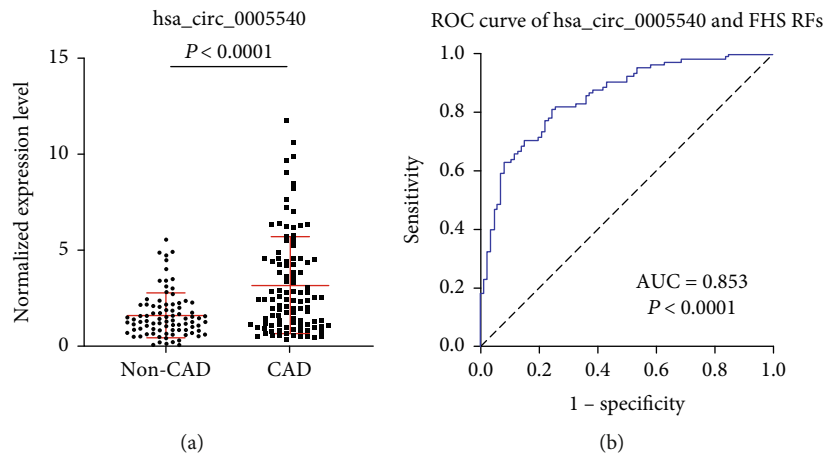 hsa_circ_0005540
P < 0.0001
Normalized expression level
15
10
5
0
Non-CAD
CAD
(a)
ROC curve of hsa_circ_0005540 and FHS RFs
Sensitivity
1.0
0.8
0.6
0.4
0.2
0.0
AUC = 0.853
P < 0.0001
0.0 0.2 0.4 0.6 0.8 1.0
1 – specificity
(b)